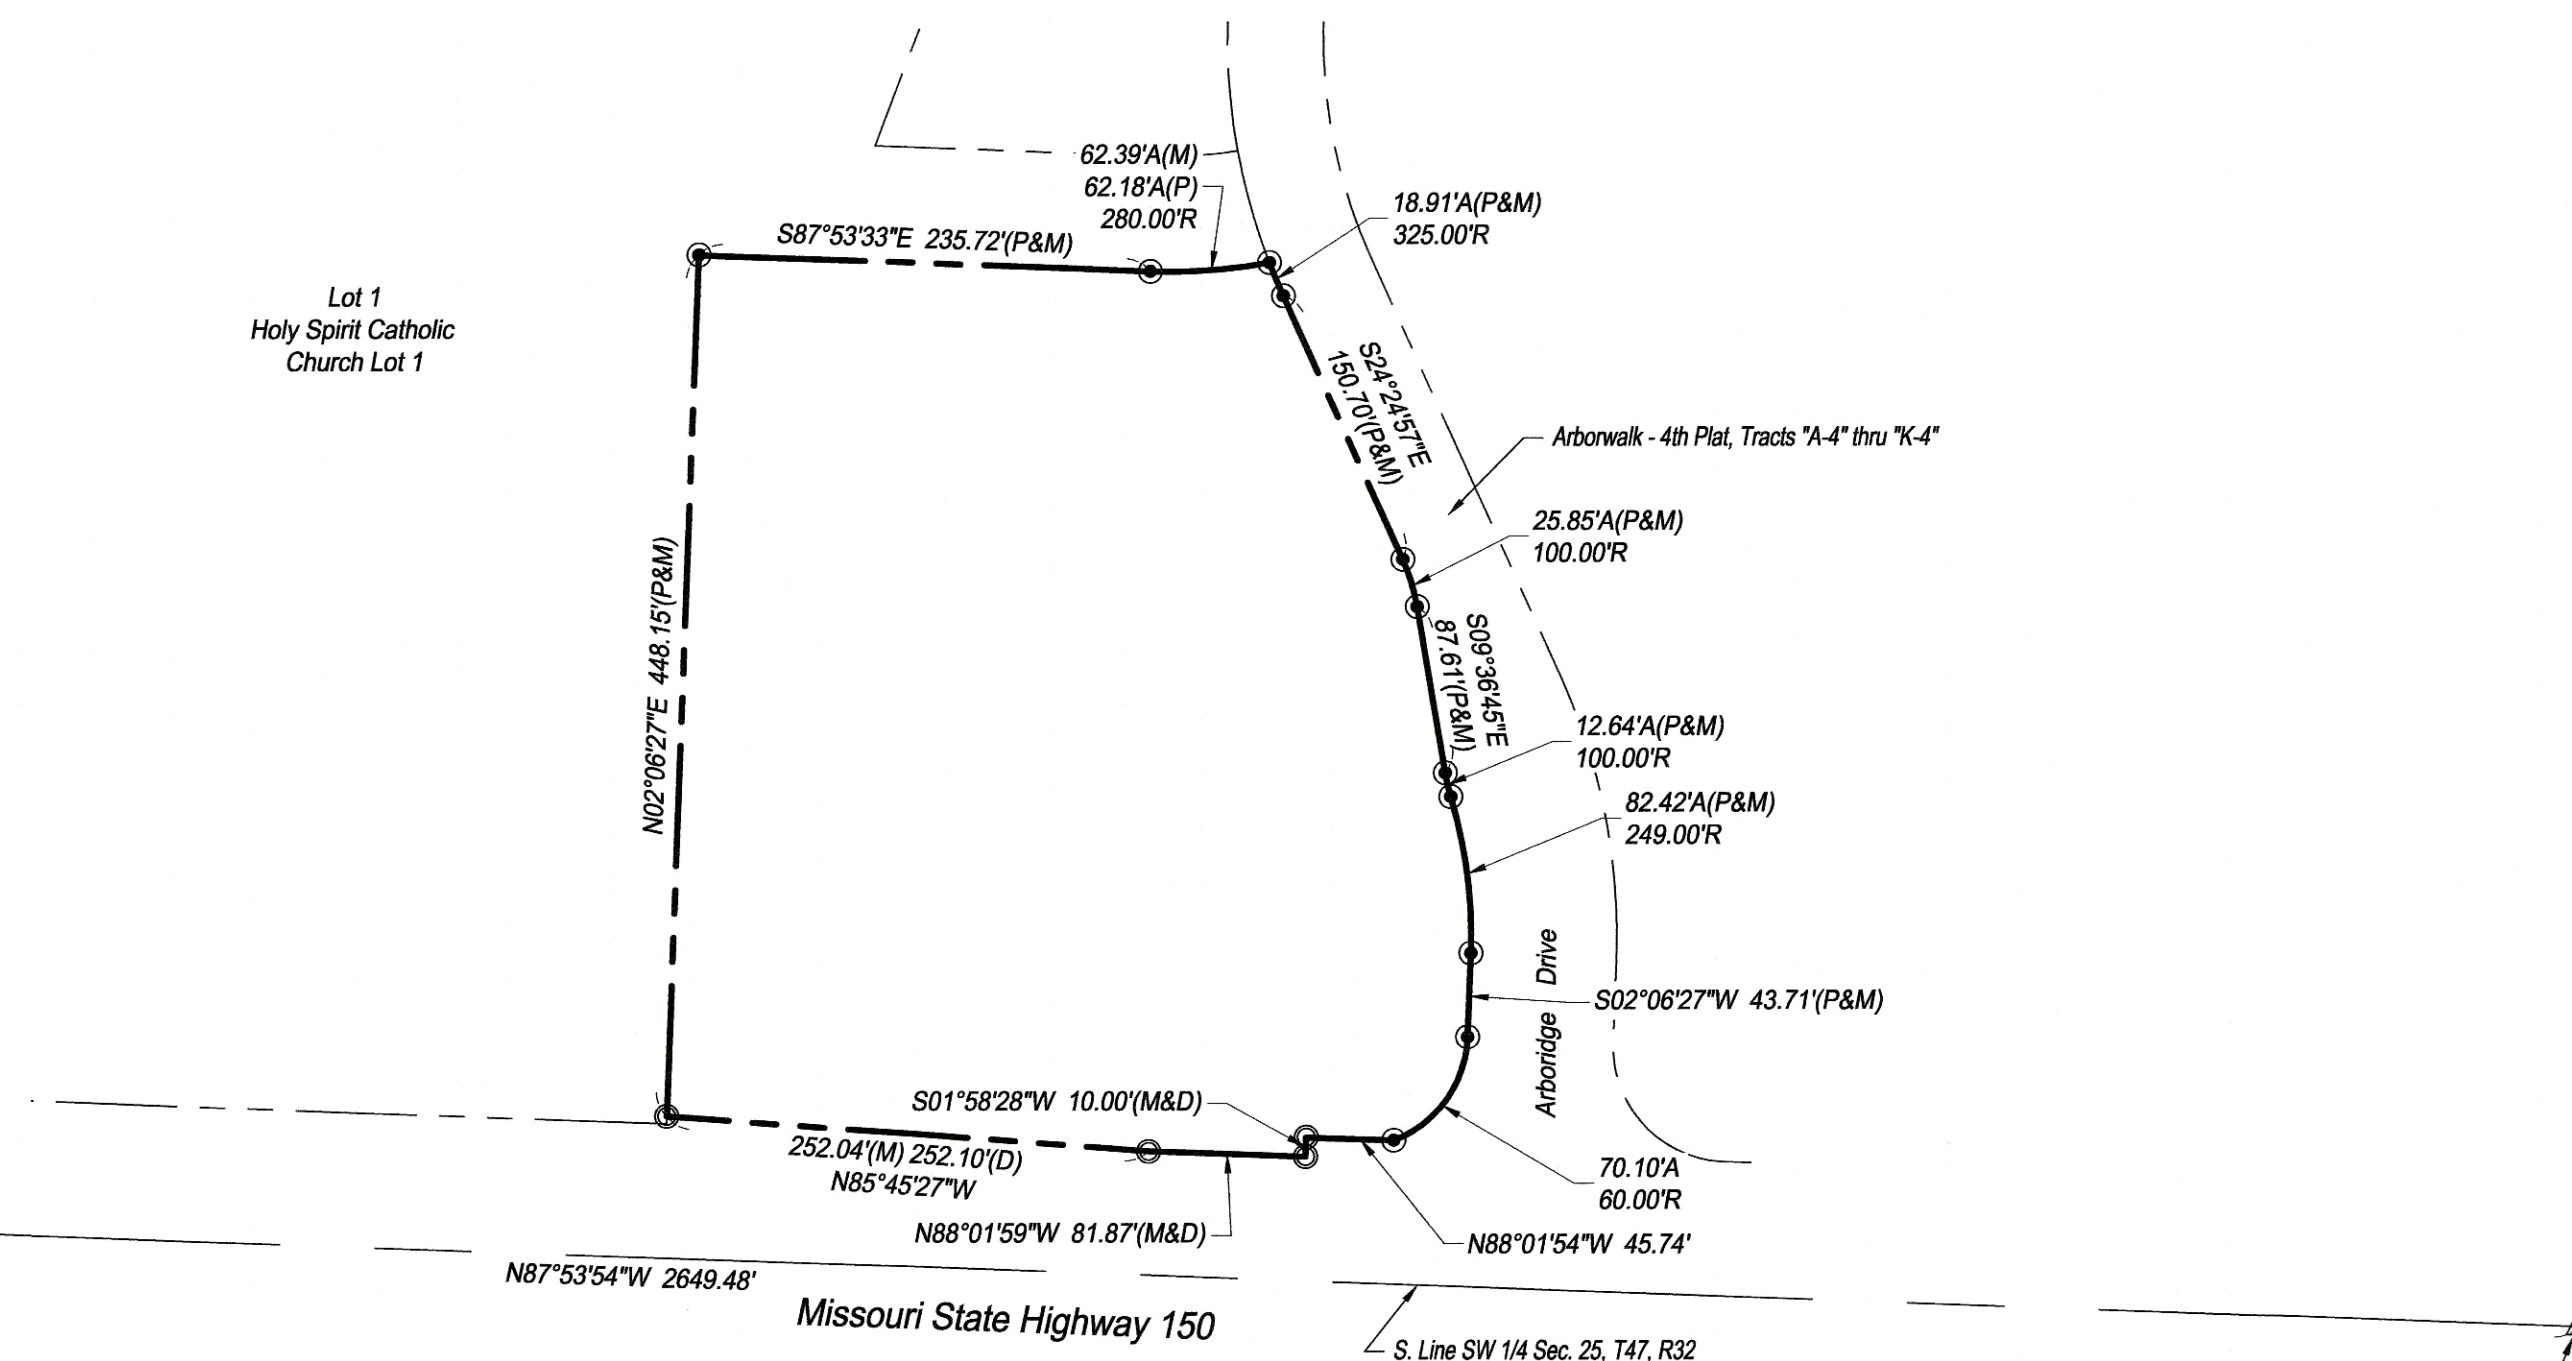 62.39'A(M)
62.18'A(P)
280.00'R
18.91'A(P&M)
325.00'R
S87°53'33"E 235.72'(P&M)
Lot 1
Holy Spirit Catholic
Church Lot 1
S24°24'57"E
150.70'(P&M)
Arborwalk - 4th Plat, Tracts "A-4" thru "K-4"
25.85'A(P&M)
100.00'R
N02°06'27"E 448.15'(P&M)
S09°36'45"E
87.61'(P&M)
12.64'A(P&M)
100.00'R
82.42'A(P&M)
249.00'R
Arboridge Drive
S02°06'27"W 43.71'(P&M)
S01°58'28"W 10.00'(M&D)
252.04'(M) 252.10'(D)
N85°45'27"W
70.10'A
60.00'R
N88°01'59"W 81.87'(M&D)
N88°01'54"W 45.74'
N87°53'54"W 2649.48'
Missouri State Highway 150
S. Line SW 1/4 Sec. 25, T47, R32